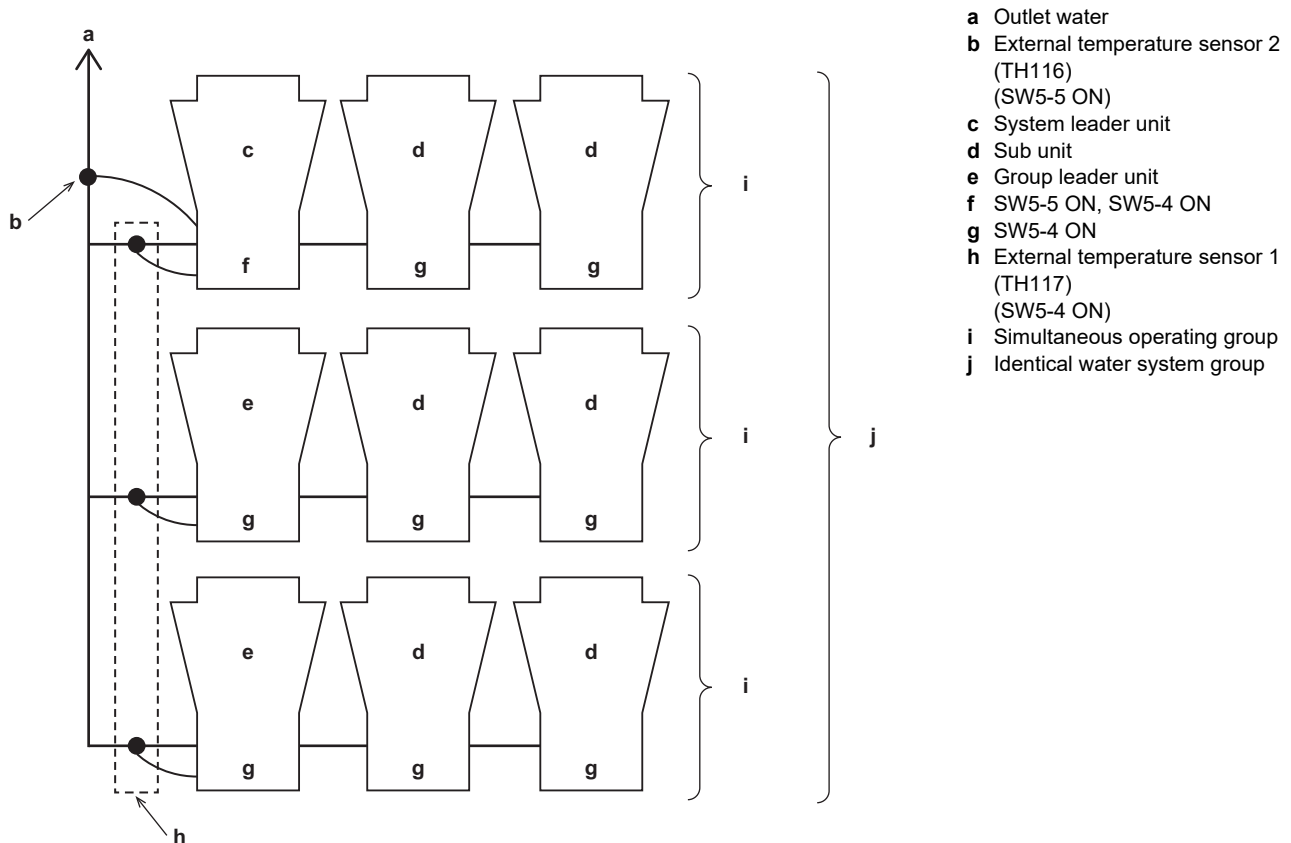 a
b
c
d
d
f
g
g
i
e
d
d
g
g
g
i
j
e
d
d
g
g
g
i
h
a Outlet water
b External temperature sensor 2
(TH116)
(SW5-5 ON)
c System leader unit
d Sub unit
e Group leader unit
f SW5-5 ON, SW5-4 ON
g SW5-4 ON
h External temperature sensor 1
(TH117)
(SW5-4 ON)
i Simultaneous operating group
j Identical water system group